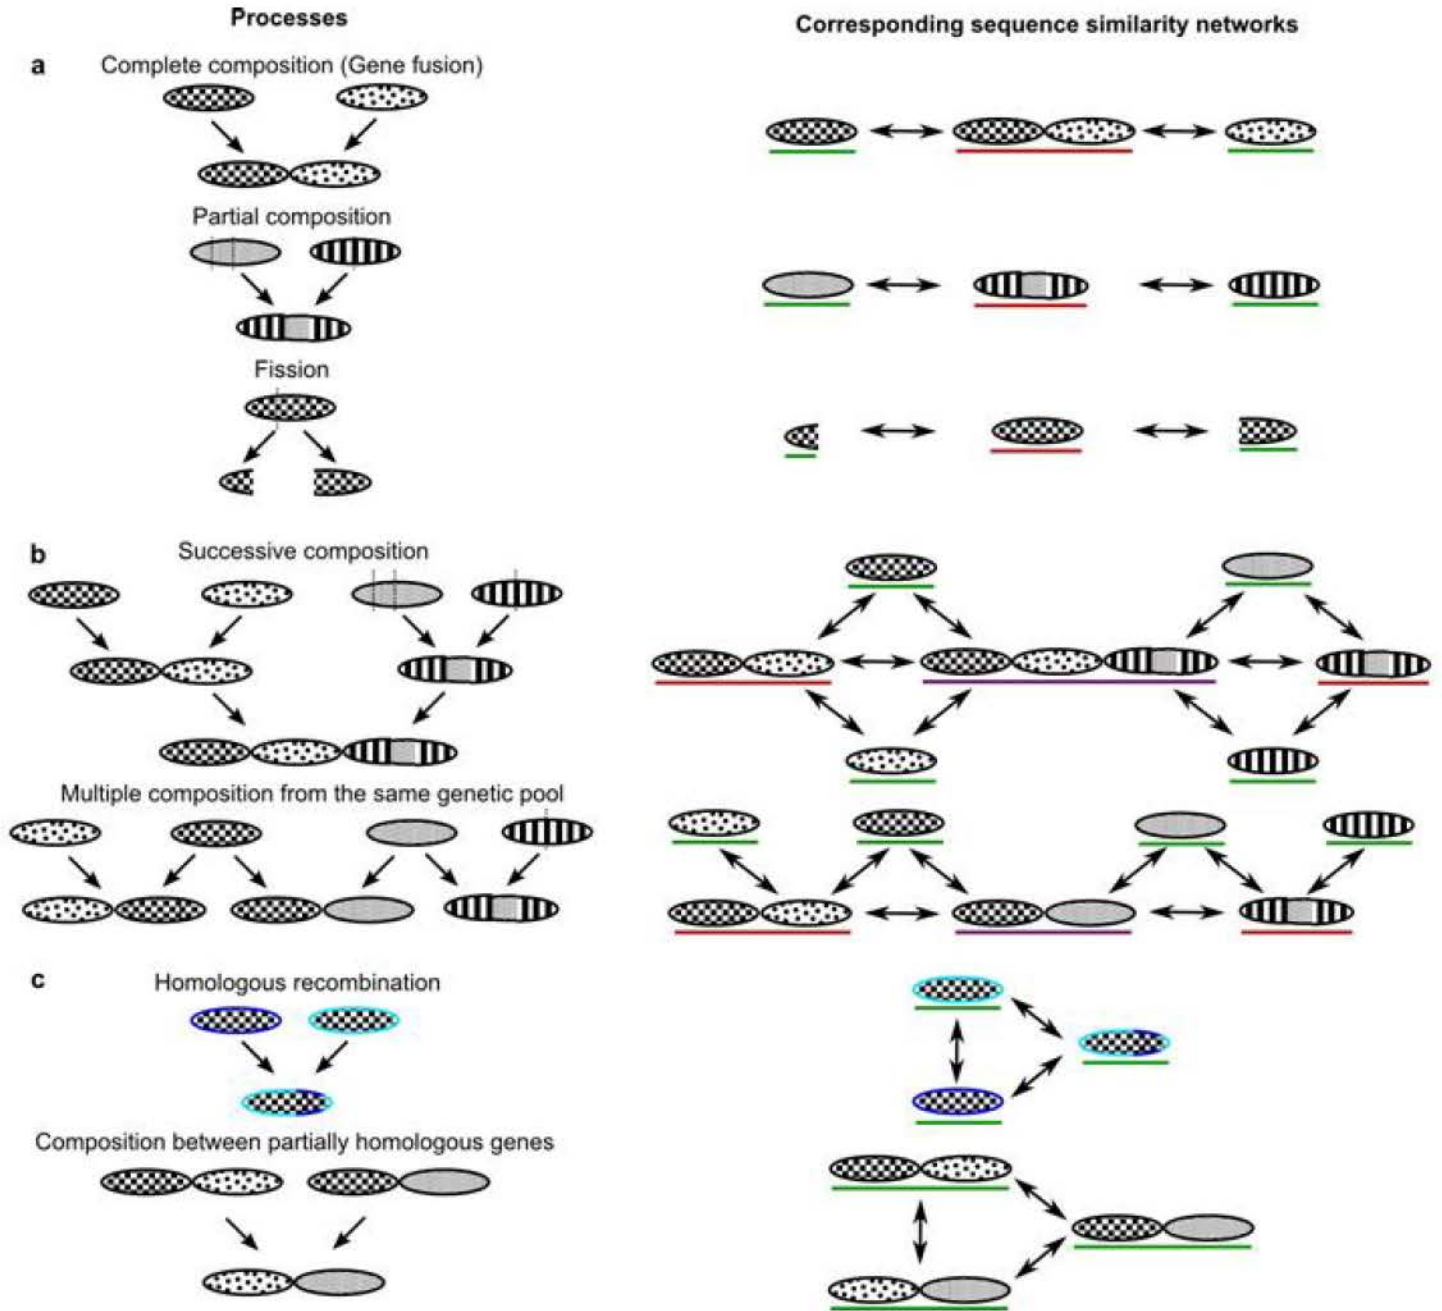 Processes
Corresponding sequence similarity networks
a
Complete composition (Gene fusion)
Partial composition
Fission
b
Successive composition
Multiple composition from the same genetic pool
c
Homologous recombination
Composition between partially homologous genes